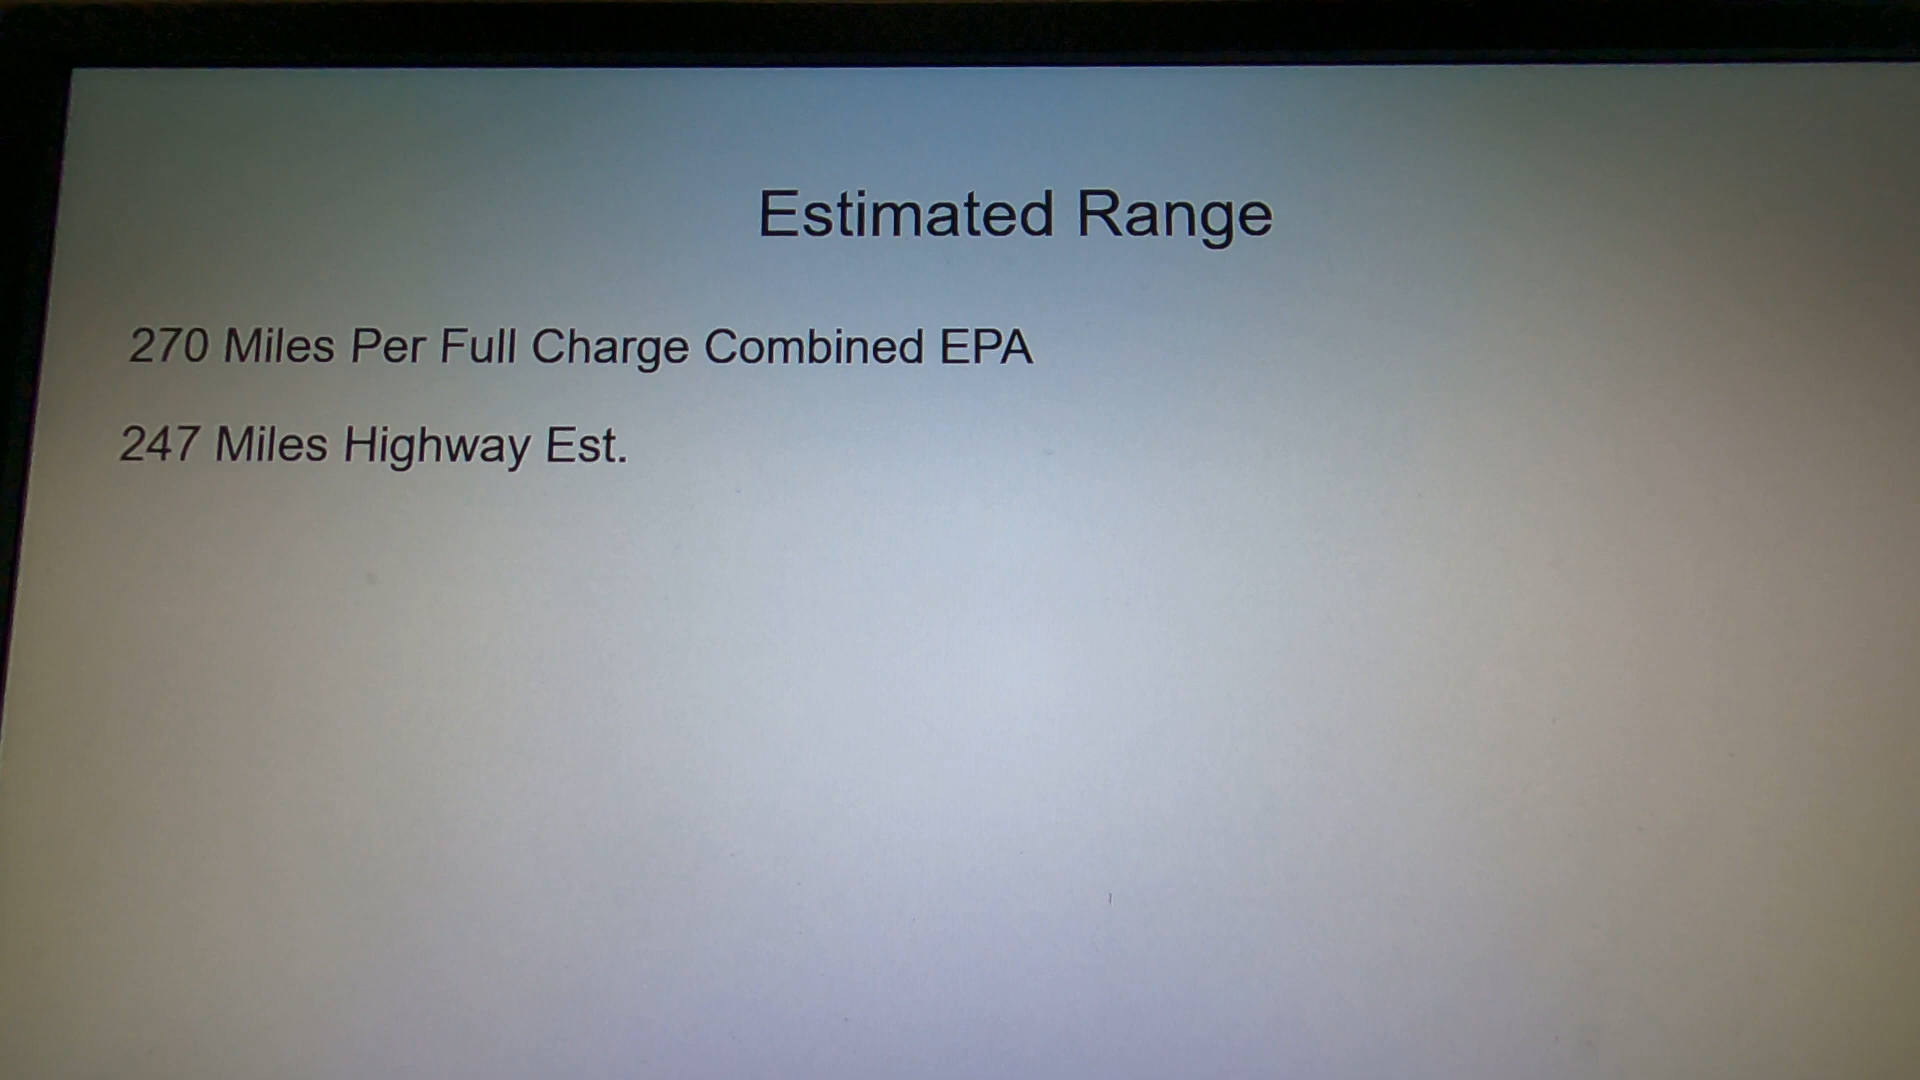 Estimated Range
270 Miles Per Full Charge Combined EPA
247 Miles Highway Est.